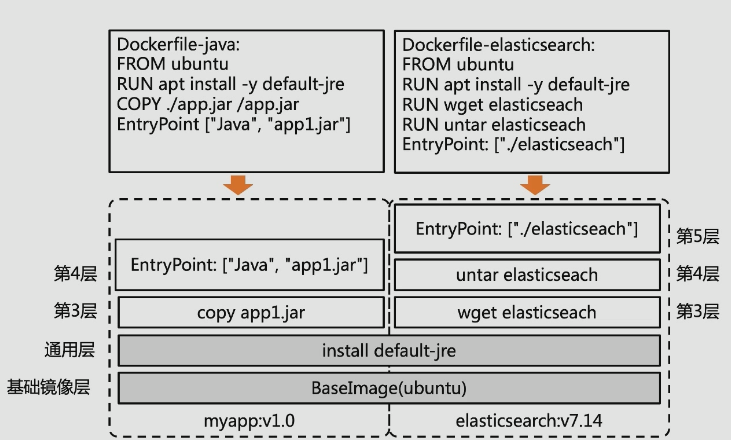 Dockerfile-java:
FROM ubuntu
RUN apt install -y default-jre
COPY ./app.jar /app.jar
EntryPoint ["Java", "app1.jar"]
Dockerfile-elasticsearch:
FROM ubuntu
RUN apt install -y default-jre
RUN wget elasticseach
RUN untar elasticseach
EntryPoint: ["./elasticseach"]
EntryPoint: ["./elasticseach"]
第5层
第4层
EntryPoint: ["Java", "app1.jar"]
untar elasticseach
第4层
第3层
copy app1.jar
wget elasticseach
第3层
通用层
install default-jre
基础镜像层
BaseImage(ubuntu)
myapp:v1.0
elasticsearch:v7.14